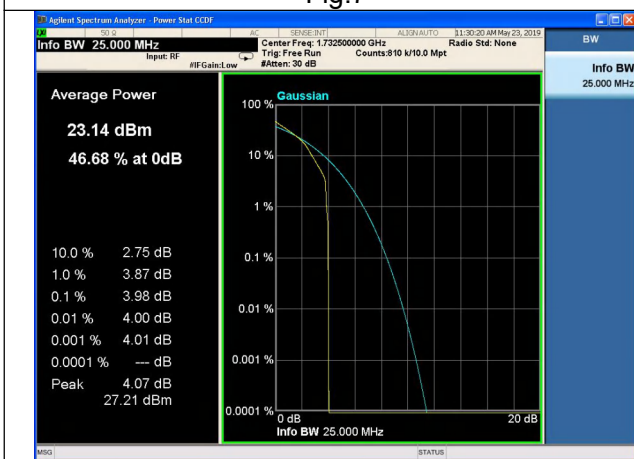 Fig.7
Agilent Spectrum Analyzer - Power Stat CCDF
50 Ω AC SENSE:INT ALIGN AUTO 11:30:20 AM May 23, 2019
Info BW 25.000 MHz
Center Freq: 1.732500000 GHz
Radio Std: None
Input: RF
Trig: Free Run
Counts:810 k/10.0 Mpt
#IFGain:Low
#Atten: 30 dB
BW
Info BW
25.000 MHz
Average Power
23.14 dBm
46.68 % at 0dB
10.0 % 2.75 dB
1.0 % 3.87 dB
0.1 % 3.98 dB
0.01 % 4.00 dB
0.001 % 4.01 dB
0.0001 % --- dB
Peak 4.07 dB
27.21 dBm
Gaussian
100 %
10 %
1 %
0.1 %
0.01 %
0.001 %
0.0001 %
0 dB
20 dB
Info BW 25.000 MHz
MSG
STATUS